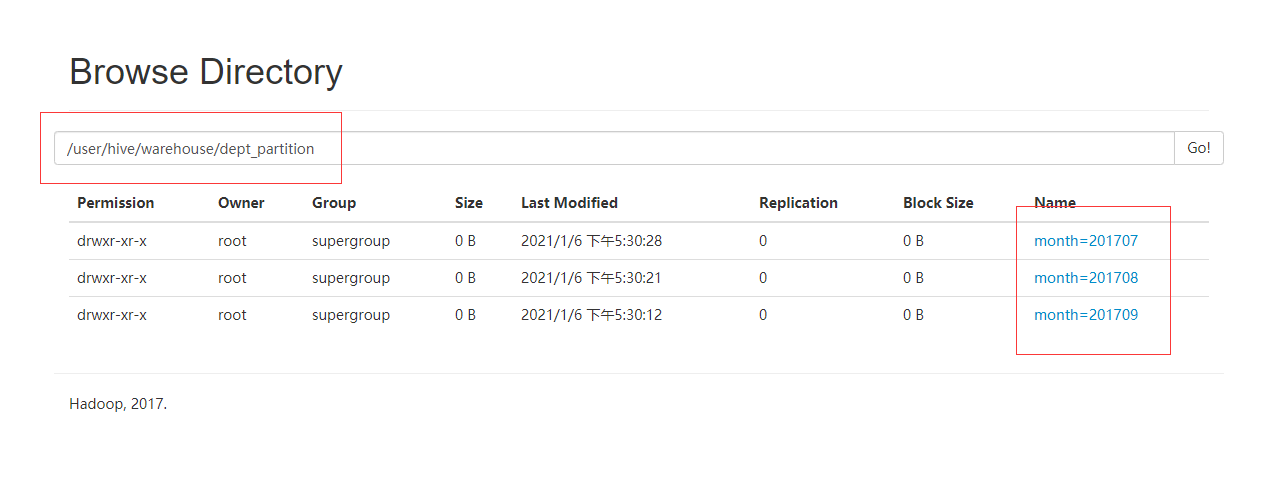 Browse Directory
/user/hive/warehouse/dept_partition Go!
Permission Owner Group Size Last Modified Replication Block Size Name
drwxr-xr-x root supergroup 0 B 2021/1/6 下午5:30:28 0 0 B month=201707
drwxr-xr-x root supergroup 0 B 2021/1/6 下午5:30:21 0 0 B month=201708
drwxr-xr-x root supergroup 0 B 2021/1/6 下午5:30:12 0 0 B month=201709
Hadoop, 2017.